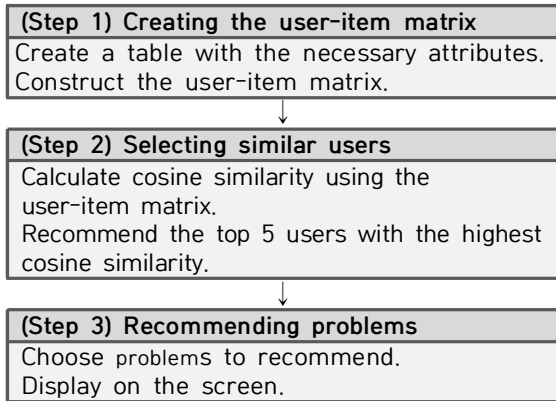 (Step 1) Creating the user-item matrix
Create a table with the necessary attributes.
Construct the user-item matrix.
↓
(Step 2) Selecting similar users
Calculate cosine similarity using the
user-item matrix.
Recommend the top 5 users with the highest
cosine similarity.
↓
(Step 3) Recommending problems
Choose problems to recommend.
Display on the screen.